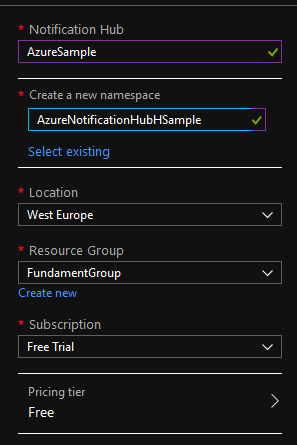 * Notification Hub
AzureSample
* Create a new namespace
AzureNotificationHubHSample
Select existing
* Location
West Europe
* Resource Group
FundamentGroup
Create new
* Subscription
Free Trial
Pricing tier
Free